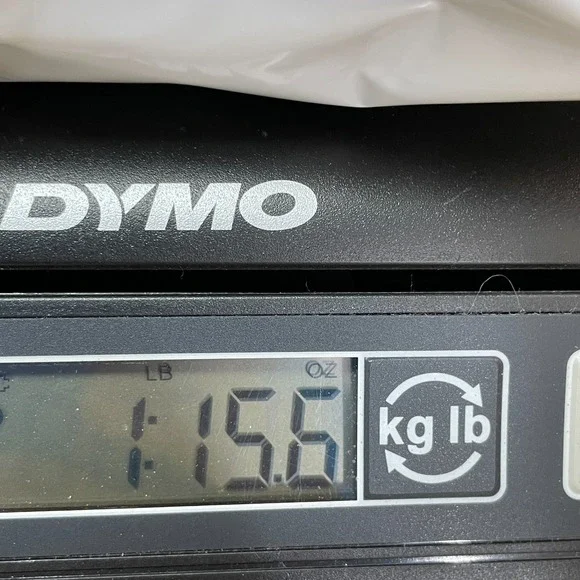 DYMO
LB OZ
1:15.6
kg lb